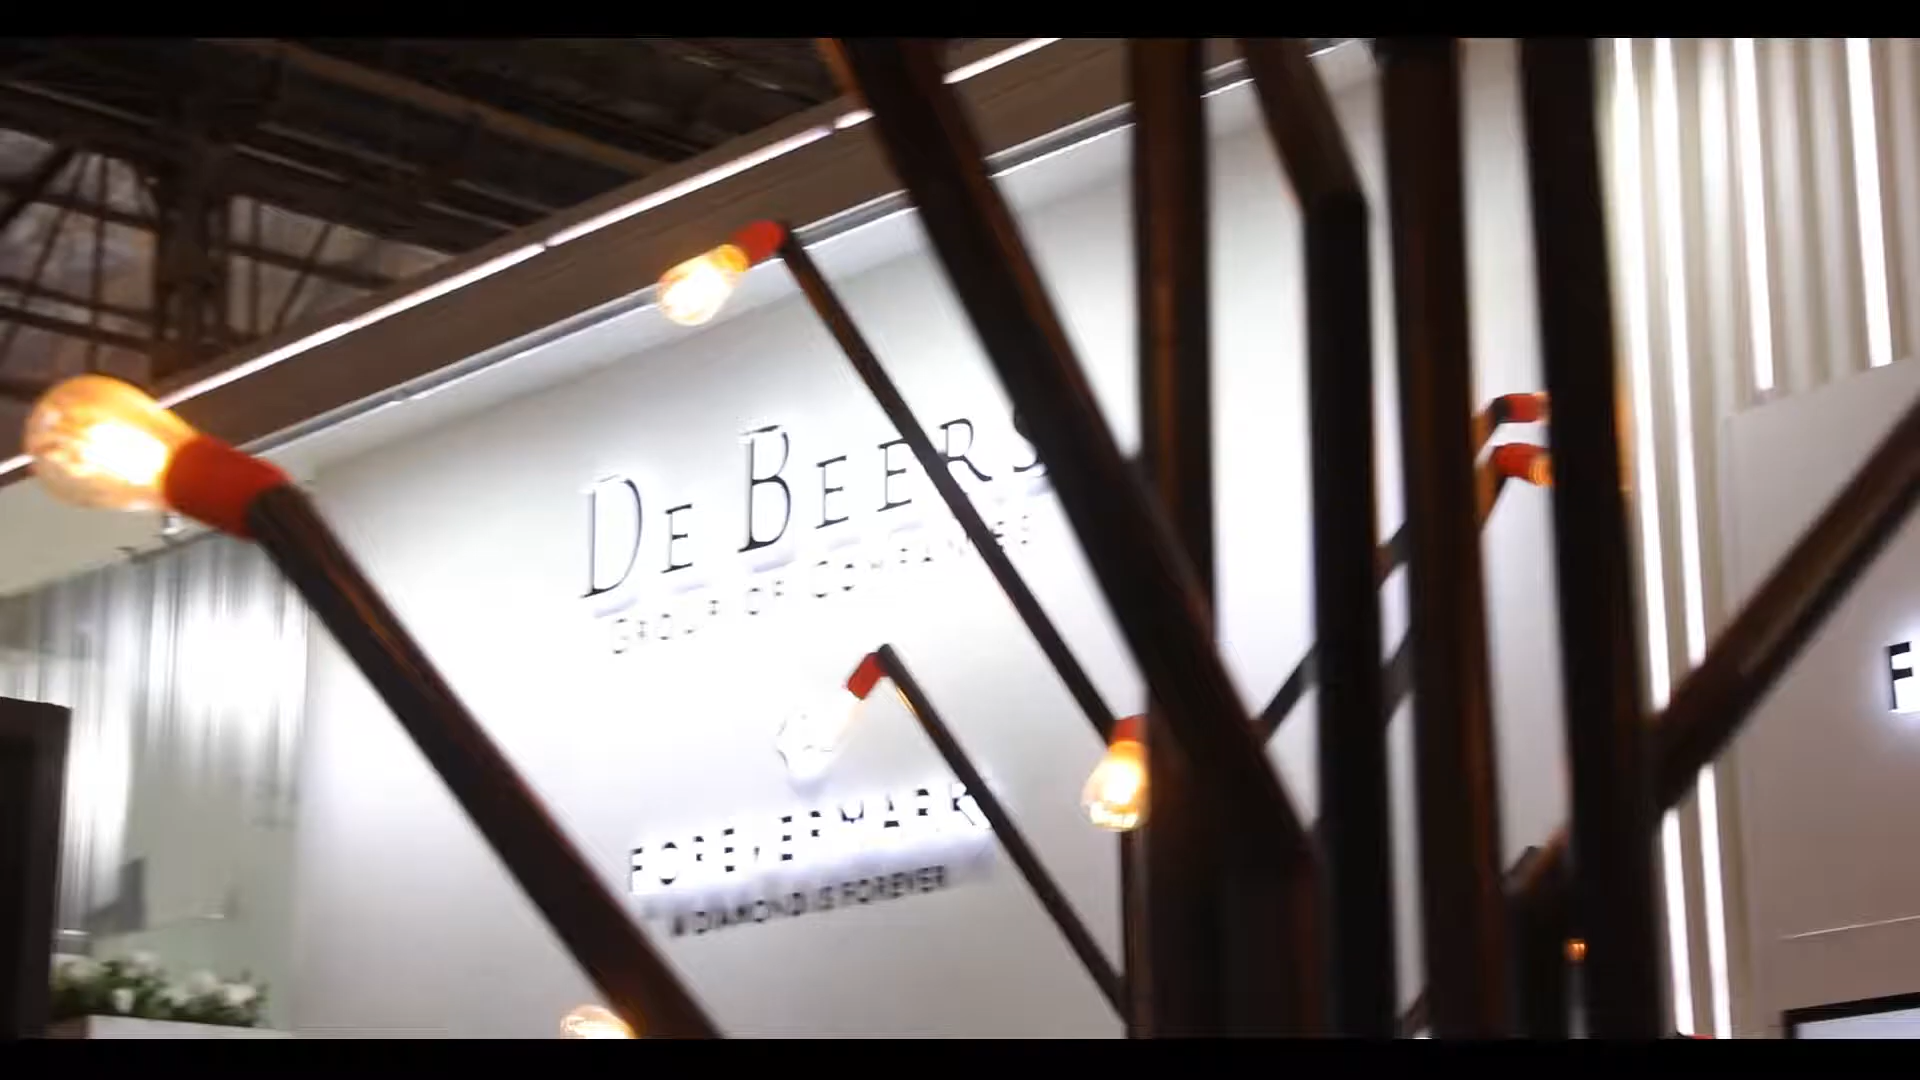 DE BEERS
GROUP OF COMPANIES
FOREVERMARK
A DIAMOND IS FOREVER
F